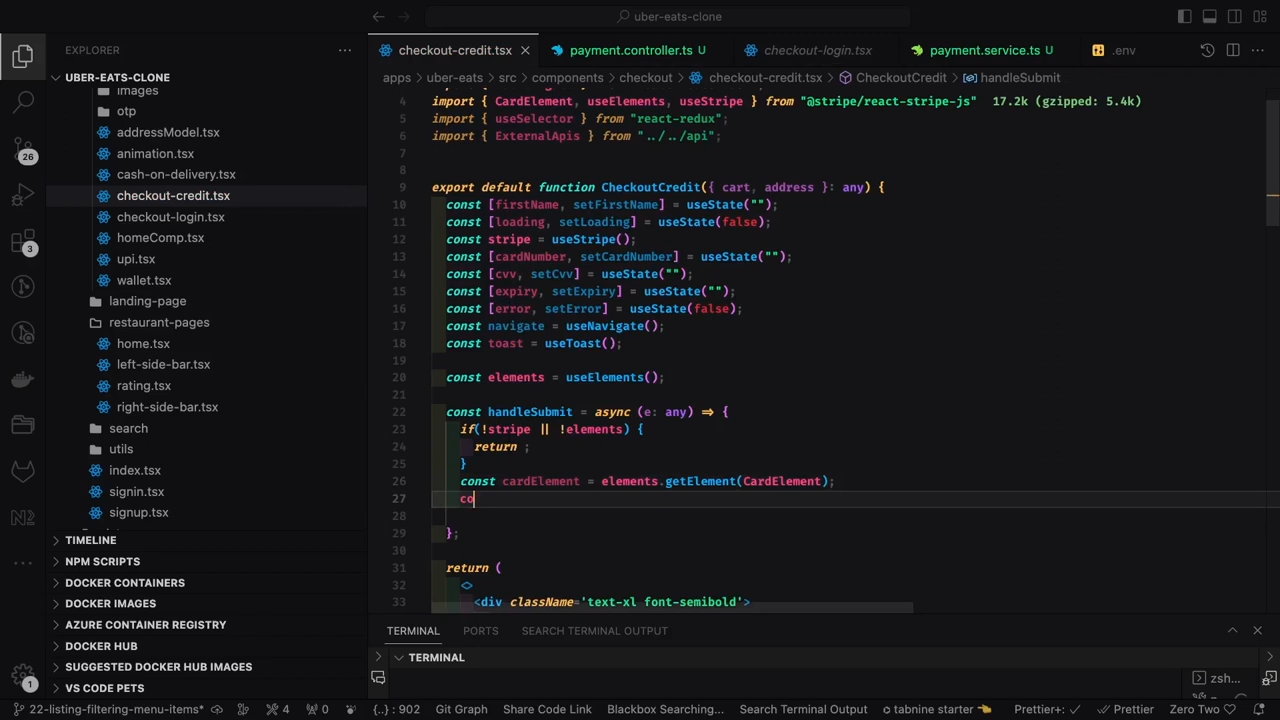 uber-eats-clone
EXPLORER
checkout-credit.tsx
payment.controller.ts U
checkout-login.tsx
payment.service.ts U
.env
UBER-EATS-CLONE
apps > uber-eats > src > components > checkout > checkout-credit.tsx > CheckoutCredit > handleSubmit
images
otp
addressModel.tsx
animation.tsx
cash-on-delivery.tsx
checkout-credit.tsx
checkout-login.tsx
homeComp.tsx
upi.tsx
wallet.tsx
landing-page
restaurant-pages
home.tsx
left-side-bar.tsx
rating.tsx
right-side-bar.tsx
search
utils
index.tsx
signin.tsx
signup.tsx
TIMELINE
NPM SCRIPTS
DOCKER CONTAINERS
DOCKER IMAGES
AZURE CONTAINER REGISTRY
DOCKER HUB
SUGGESTED DOCKER HUB IMAGES
VS CODE PETS
26
3
1
4 import { CardElement, useElements, useStripe } from "@stripe/react-stripe-js" 17.2k (gzipped: 5.4k)
5 import { useSelector } from "react-redux";
6 import { ExternalApis } from "../../api";
7
8
9 export default function CheckoutCredit({ cart, address }: any) {
10 const [firstName, setFirstName] = useState("");
11 const [loading, setLoading] = useState(false);
12 const stripe = useStripe();
13 const [cardNumber, setCardNumber] = useState("");
14 const [cvv, setCvv] = useState("");
15 const [expiry, setExpiry] = useState("");
16 const [error, setError] = useState(false);
17 const navigate = useNavigate();
18 const toast = useToast();
19
20 const elements = useElements();
21
22 const handleSubmit = async (e: any) => {
23 if(!stripe || !elements) {
24 return ;
25 }
26 const cardElement = elements.getElement(CardElement);
27 co
28
29 };
30
31 return (
32 <>
33 <div className='text-xl font-semibold'>
TERMINAL PORTS SEARCH TERMINAL OUTPUT
TERMINAL
zsh...
22-listing-filtering-menu-items* 4 0 {..} : 902 Git Graph Share Code Link Blackbox Searching... Search Terminal Output tabnine starter Prettier+: ✓ Prettier Zero Two